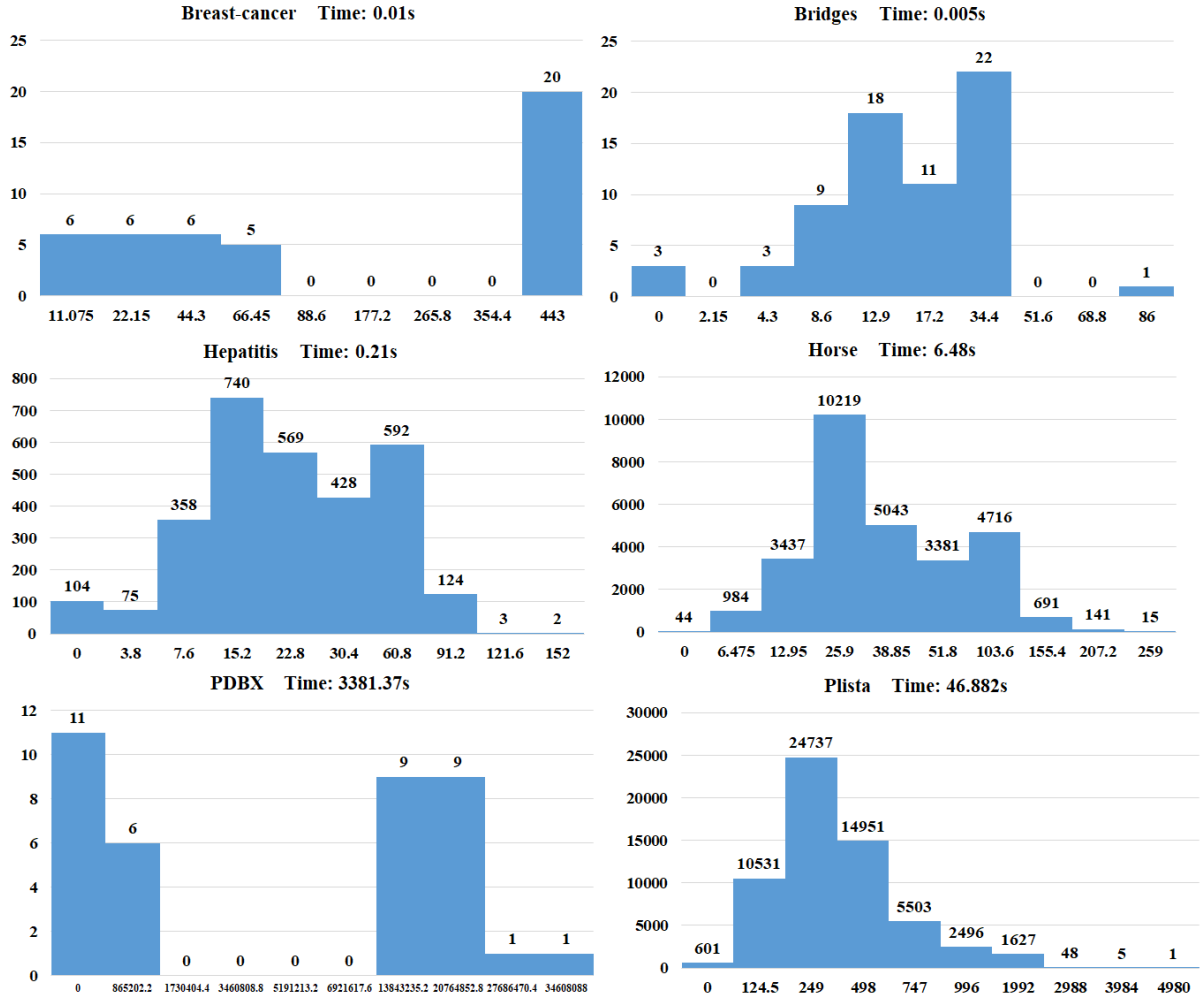 Breast-cancer Time: 0.01s
25
20
15
10
5
0
6 6 6 5 0 0 0 0 20
11.075 22.15 44.3 66.45 88.6 177.2 265.8 354.4 443
Bridges Time: 0.005s
25
20
15
10
5
0
3 0 3 9 18 11 22 0 0 1
0 2.15 4.3 8.6 12.9 17.2 34.4 51.6 68.8 86
Hepatitis Time: 0.21s
800
700
600
500
400
300
200
100
0
104 75 358 740 569 428 592 124 3 2
0 3.8 7.6 15.2 22.8 30.4 60.8 91.2 121.6 152
Horse Time: 6.48s
12000
10000
8000
6000
4000
2000
0
44 984 3437 10219 5043 3381 4716 691 141 15
0 6.475 12.95 25.9 38.85 51.8 103.6 155.4 207.2 259
PDBX Time: 3381.37s
12
10
8
6
4
2
0
11 6 0 0 0 0 9 9 1 1
0 865202.2 1730404.4 3460808.8 5191213.2 6921617.6 13843235.2 20764852.8 27686470.4 34608088
Plista Time: 46.882s
30000
25000
20000
15000
10000
5000
0
601 10531 24737 14951 5503 2496 1627 48 5 1
0 124.5 249 498 747 996 1992 2988 3984 4980